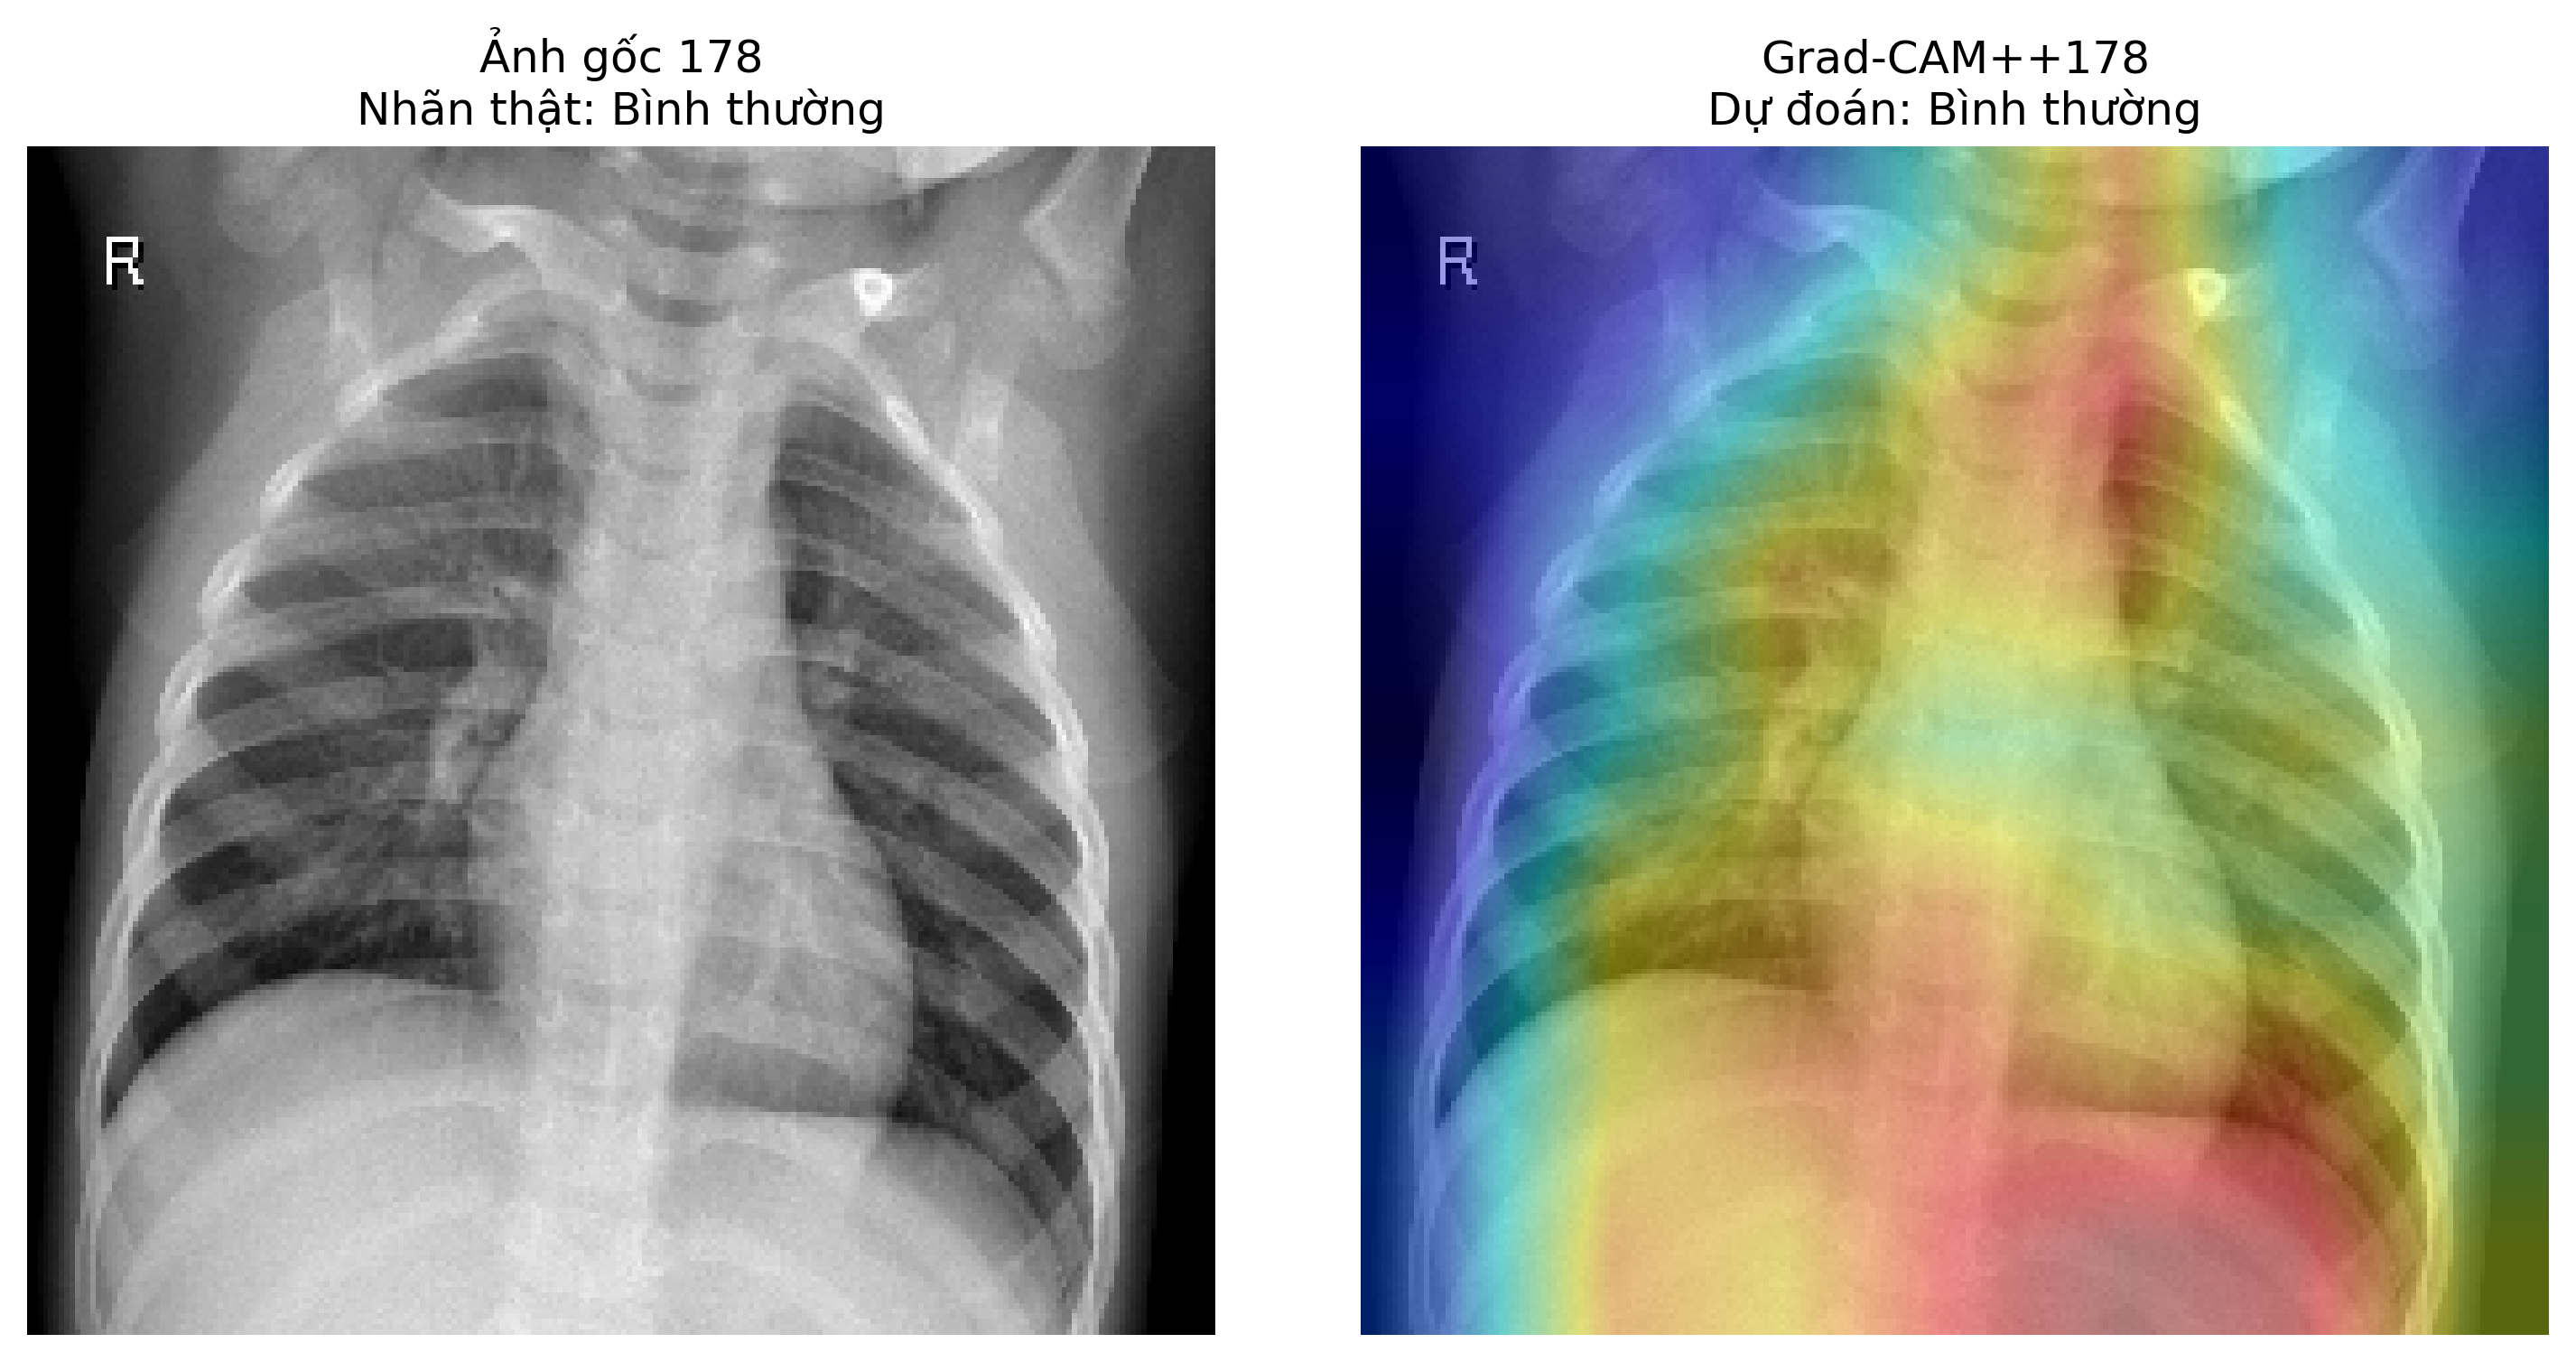 Ảnh gốc 178
Nhãn thật: Bình thường
Grad-CAM++178
Dự đoán: Bình thường
R
R